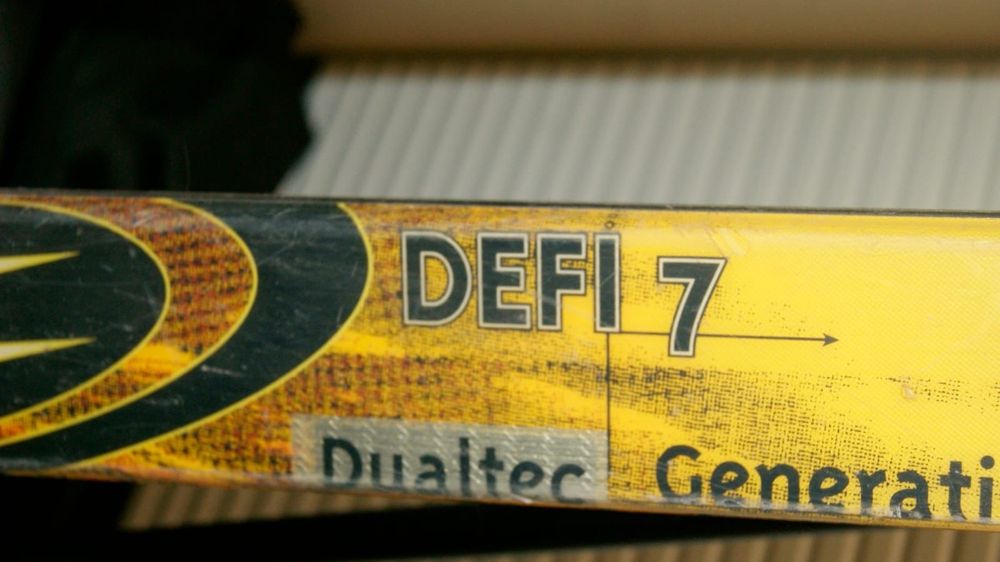 DEFI 7
Dualtec Generati